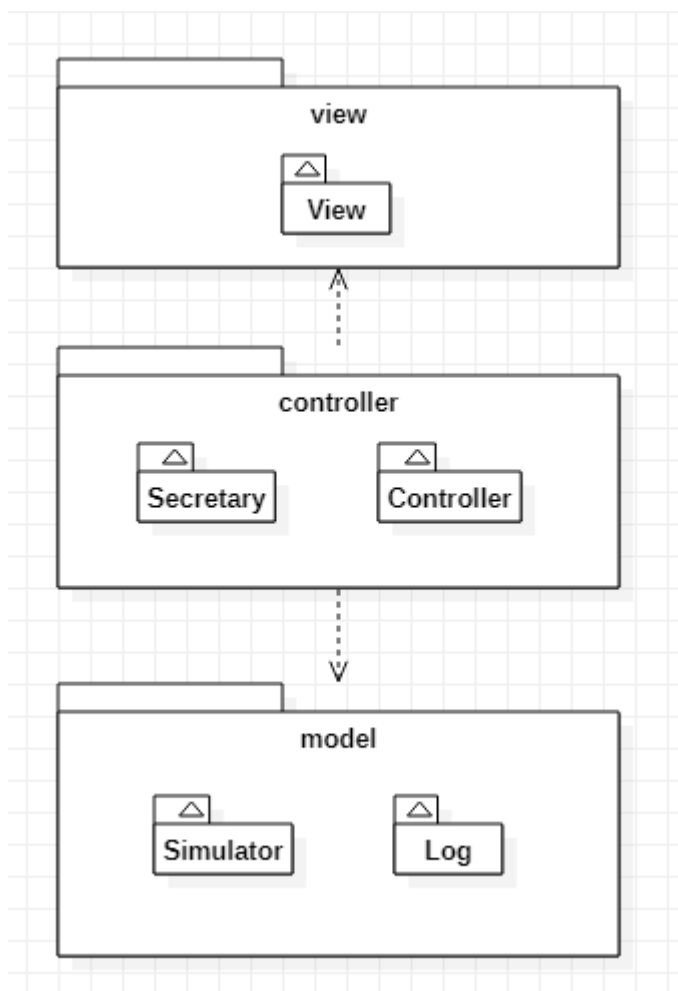 view
View
controller
Secretary
Controller
model
Simulator
Log